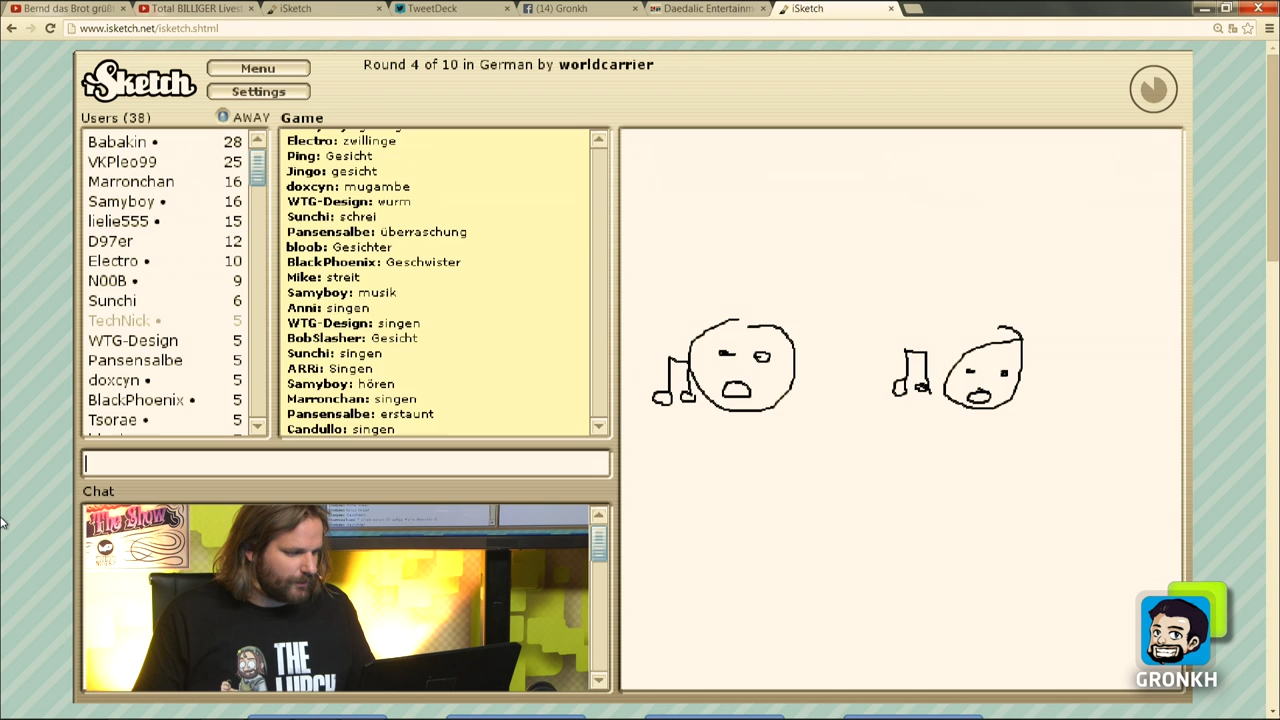 Bernd das Brot grüß
Total BILLIGER Livest
iSketch
TweetDeck
(14) Gronkh
Daedalic Entertainm
iSketch
www.isketch.net/isketch.shtml
iSketch
Menu
Settings
Round 4 of 10 in German by worldcarrier
Users (38)
AWAY
Game
Babakin • 28
VKPleo99 25
Marronchan 16
Samyboy • 16
lielie555 • 15
D97er 12
Electro • 10
N00B • 9
Sunchi 6
TechNick • 5
WTG-Design 5
Pansensalbe 5
doxcyn • 5
BlackPhoenix • 5
Tsorae • 5
Electro: zwillinge
Ping: Gesicht
Jingo: gesicht
doxcyn: mugambe
WTG-Design: wurm
Sunchi: schrei
Pansensalbe: überraschung
bloob: Gesichter
BlackPhoenix: Geschwister
Mike: streit
Samyboy: musik
Anni: singen
WTG-Design: singen
BobSlasher: Gesicht
Sunchi: singen
ARRi: Singen
Samyboy: hören
Marronchan: singen
Pansensalbe: erstaunt
Candullo: singen
Chat
The Show
THE
LURCH
GRONKH